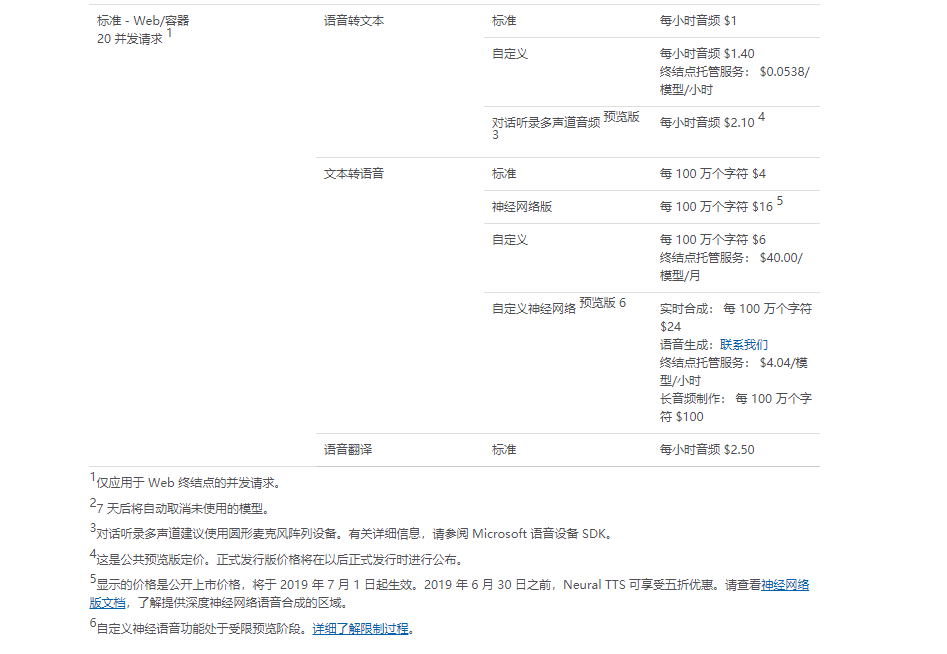 标准 - Web/容器 语音转文本 标准 每小时音频 $1
20 并发请求 1
自定义 每小时音频 $1.40
终结点托管服务： $0.0538/
模型/小时
对话听录多声道音频 预览版 每小时音频 $2.10 4
3
文本转语音 标准 每 100 万个字符 $4
神经网络版 每 100 万个字符 $16 5
自定义 每 100 万个字符 $6
终结点托管服务： $40.00/
模型/月
自定义神经网络 预览版 6 实时合成： 每 100 万个字符
$24
语音生成：联系我们
终结点托管服务： $4.04/模
型/小时
长音频制作： 每 100 万个字
符 $100
语音翻译 标准 每小时音频 $2.50
1仅应用于 Web 终结点的并发请求。
27 天后将自动取消未使用的模型。
3对话听录多声道建议使用圆形麦克风阵列设备。有关详细信息，请参阅 Microsoft 语音设备 SDK。
4这是公共预览版定价。正式发行版价格将在以后正式发行时进行公布。
5显示的价格是公开上市价格，将于 2019 年 7 月 1 日起生效。2019 年 6 月 30 日之前，Neural TTS 可享受五折优惠。请查看神经网络
版文档，了解提供深度神经网络语音合成的区域。
6自定义神经语音功能处于受限预览阶段。详细了解限制过程。